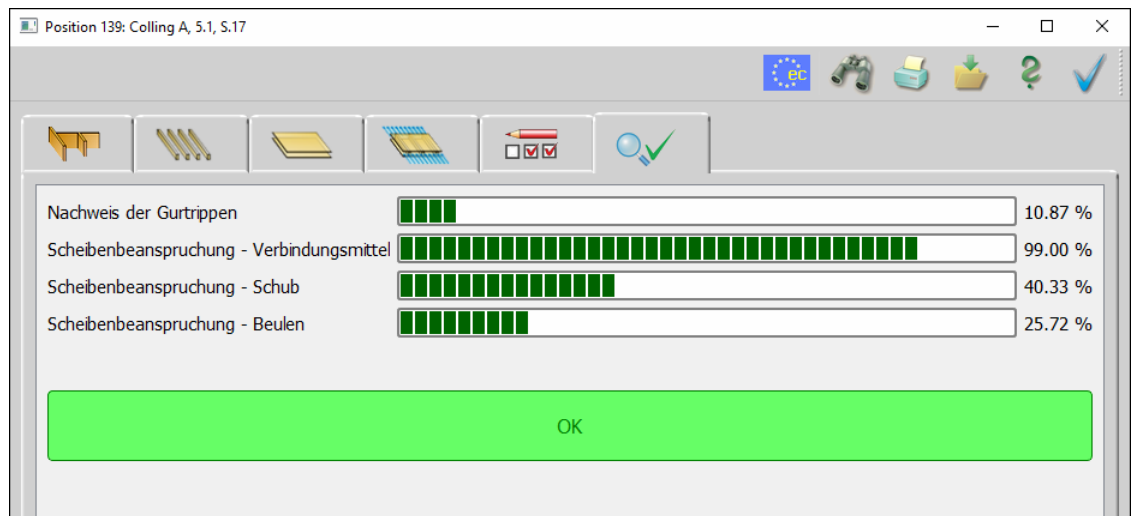 Position 139: Colling A, 5.1, S.17
ec
Nachweis der Gurtrippen 10.87 %
Scheibenbeanspruchung - Verbindungsmittel 99.00 %
Scheibenbeanspruchung - Schub 40.33 %
Scheibenbeanspruchung - Beulen 25.72 %
OK